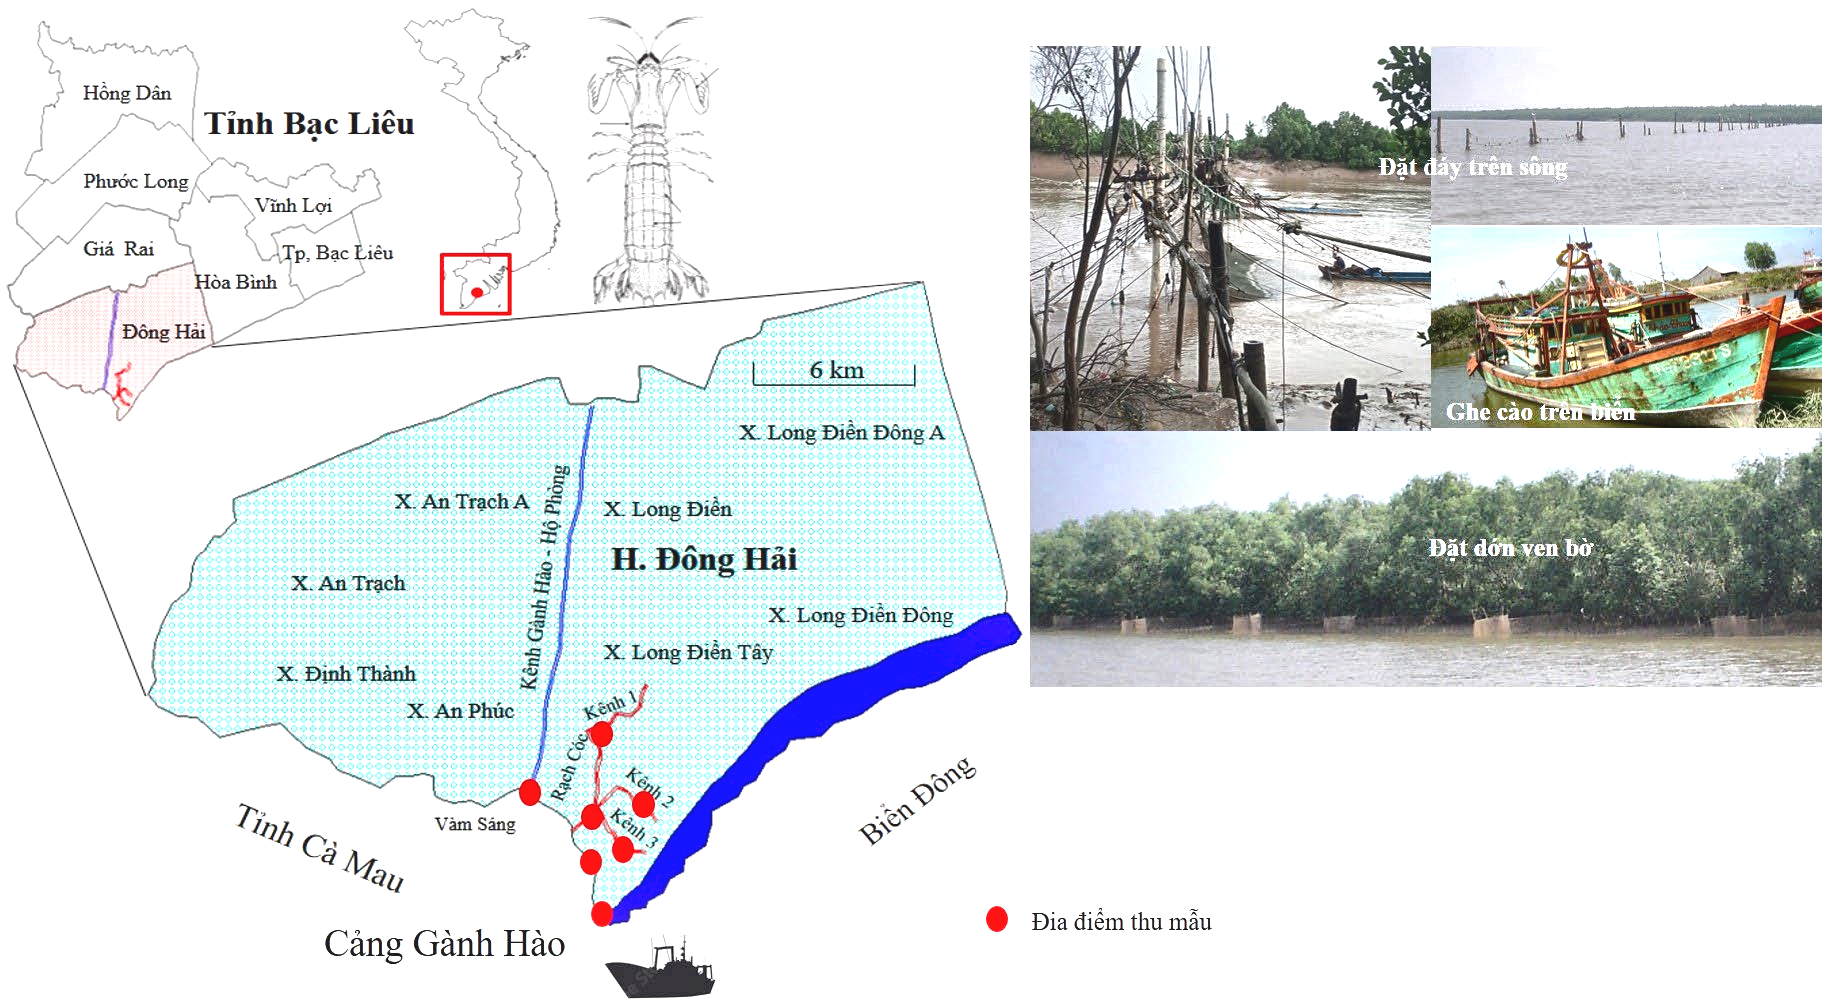 Hồng Dân
Tỉnh Bạc Liêu
Phước Long
Vĩnh Lợi
Giá Rai
Tp, Bạc Liêu
Hòa Bình
Đông Hải
6 km
X. Long Điền Đông A
X. An Trạch A
Kênh Gành Hào - Hộ Phòng
X. Long Điền
H. Đông Hải
X. An Trạch
X. Long Điền Đông
X. Long Điền Tây
X. Định Thành
X. An Phúc
Kênh 1
Rạch Cóc
Kênh 2
Kênh 3
Vàm Sáng
Tỉnh Cà Mau
Biển Đông
Cảng Gành Hào
Đia điểm thu mẫu
Đặt đáy trên sông
Ghe cào trên biển
Đặt dớn ven bờ